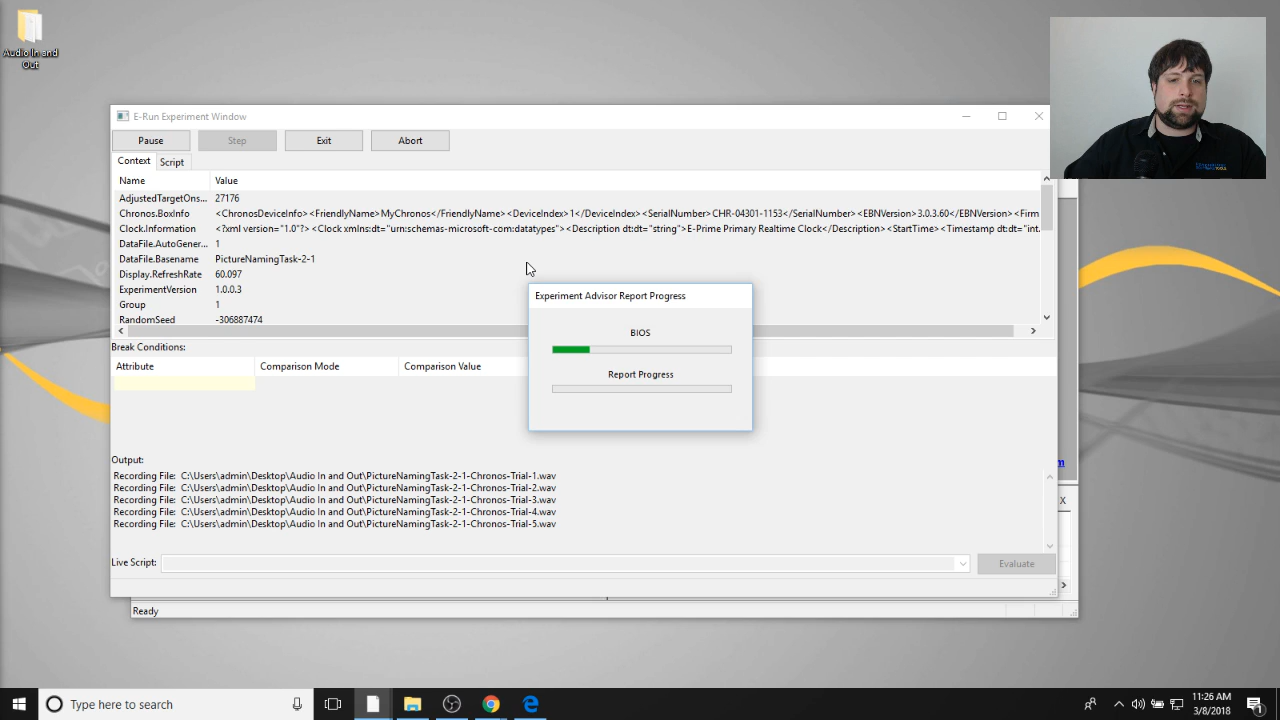 Audio In and
Out
E-Run Experiment Window
Pause
Step
Exit
Abort
Context
Script
Name
Value
AdjustedTargetOns...
27176
Chronos.BoxInfo
<ChronosDeviceInfo><FriendlyName>MyChronos</FriendlyName><DeviceIndex>1</DeviceIndex><SerialNumber>CHR-04301-1153</SerialNumber><EBNVersion>3.0.3.60</EBNVersion><Firm
Clock.Information
<?xml version="1.0"?> <Clock xmlns:dt="urn:schemas-microsoft-com:datatypes"><Description dt:dt="string">E-Prime Primary Realtime Clock</Description><StartTime><Timestamp dt:dt="int.
DataFile.AutoGener...
1
DataFile.Basename
PictureNamingTask-2-1
Display.RefreshRate
60.097
ExperimentVersion
1.0.0.3
Group
1
RandomSeed
-306887474
Experiment Advisor Report Progress
BIOS
Report Progress
Break Conditions:
Attribute
Comparison Mode
Comparison Value
Output:
Recording File: C:\Users\admin\Desktop\Audio In and Out\PictureNamingTask-2-1-Chronos-Trial-1.wav
Recording File: C:\Users\admin\Desktop\Audio In and Out\PictureNamingTask-2-1-Chronos-Trial-2.wav
Recording File: C:\Users\admin\Desktop\Audio In and Out\PictureNamingTask-2-1-Chronos-Trial-3.wav
Recording File: C:\Users\admin\Desktop\Audio In and Out\PictureNamingTask-2-1-Chronos-Trial-4.wav
Recording File: C:\Users\admin\Desktop\Audio In and Out\PictureNamingTask-2-1-Chronos-Trial-5.wav
Live Script:
Evaluate
Ready
Type here to search
11:26 AM
3/8/2018
1